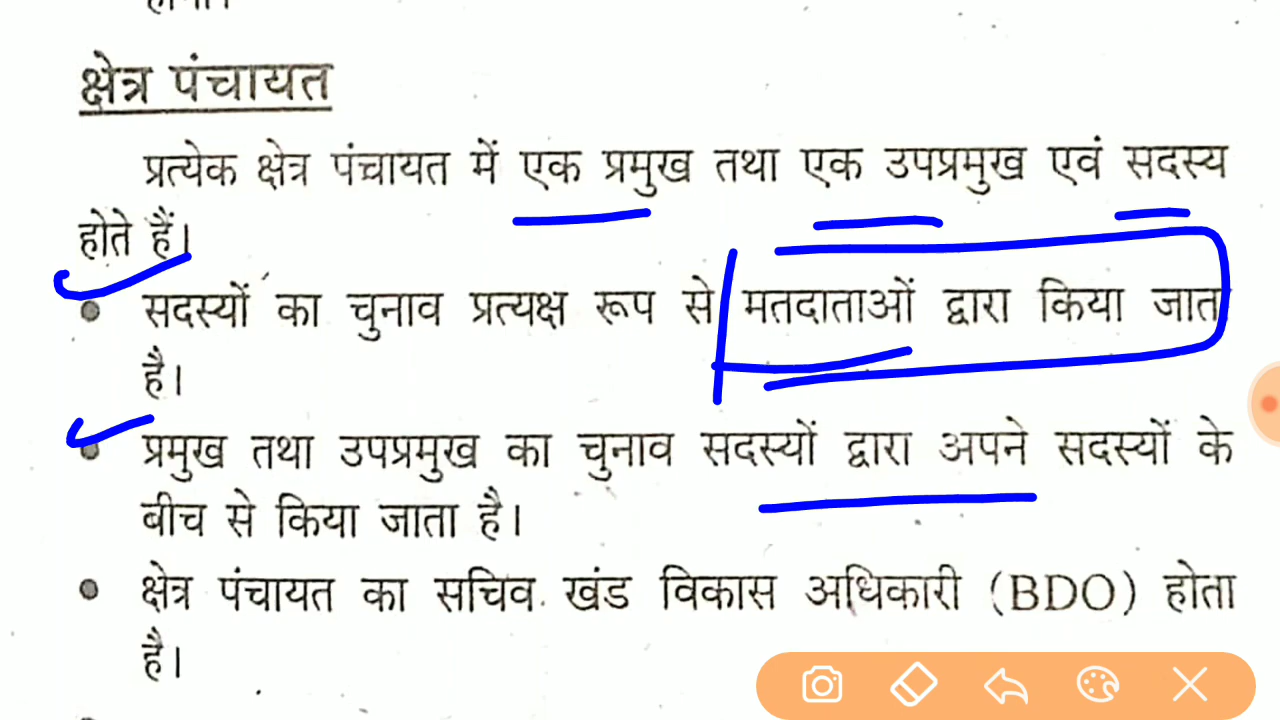 क्षेत्र पंचायत
प्रत्येक क्षेत्र पंचायत में एक प्रमुख तथा एक उपप्रमुख एवं सदस्य
होते हैं।
सदस्यों का चुनाव प्रत्यक्ष रूप से मतदाताओं द्वारा किया जाता
है।
प्रमुख तथा उपप्रमुख का चुनाव सदस्यों द्वारा अपने सदस्यों के
बीच से किया जाता है।
क्षेत्र पंचायत का सचिव खंड विकास अधिकारी (BDO) होता
है।